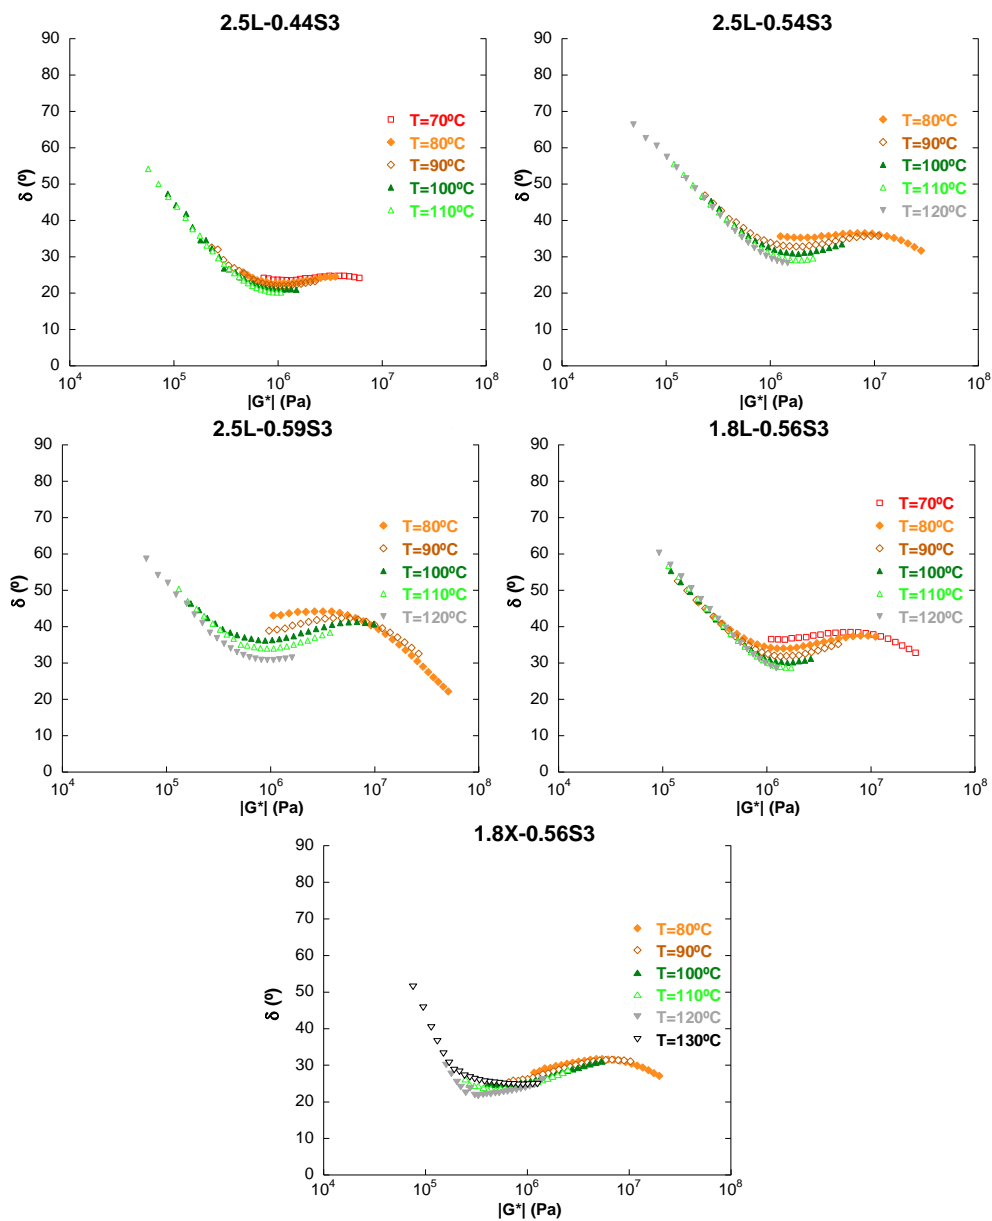 2.5L-0.44S3
90
80
70
60
50
40
30
20
10
0
δ (º)
T=70ºC
T=80ºC
T=90ºC
T=100ºC
T=110ºC
10⁴ 10⁵ 10⁶ 10⁷ 10⁸
|G*| (Pa)
2.5L-0.54S3
90
80
70
60
50
40
30
20
10
0
δ (º)
T=80ºC
T=90ºC
T=100ºC
T=110ºC
T=120ºC
10⁴ 10⁵ 10⁶ 10⁷ 10⁸
|G*| (Pa)
2.5L-0.59S3
90
80
70
60
50
40
30
20
10
0
δ (º)
T=80ºC
T=90ºC
T=100ºC
T=110ºC
T=120ºC
10⁴ 10⁵ 10⁶ 10⁷ 10⁸
|G*| (Pa)
1.8L-0.56S3
90
80
70
60
50
40
30
20
10
0
δ (º)
T=70ºC
T=80ºC
T=90ºC
T=100ºC
T=110ºC
T=120ºC
10⁴ 10⁵ 10⁶ 10⁷ 10⁸
|G*| (Pa)
1.8X-0.56S3
90
80
70
60
50
40
30
20
10
0
δ (º)
T=80ºC
T=90ºC
T=100ºC
T=110ºC
T=120ºC
T=130ºC
10⁴ 10⁵ 10⁶ 10⁷ 10⁸
|G*| (Pa)